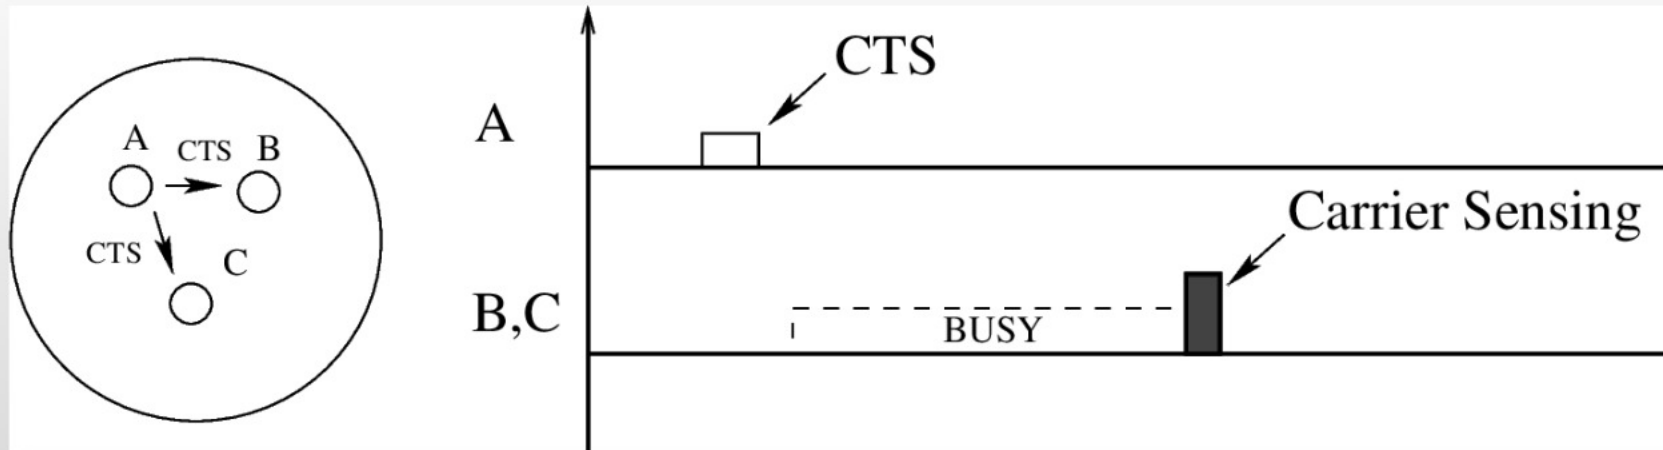 A
CTS
B
CTS
C
CTS
A
Carrier Sensing
B,C
BUSY